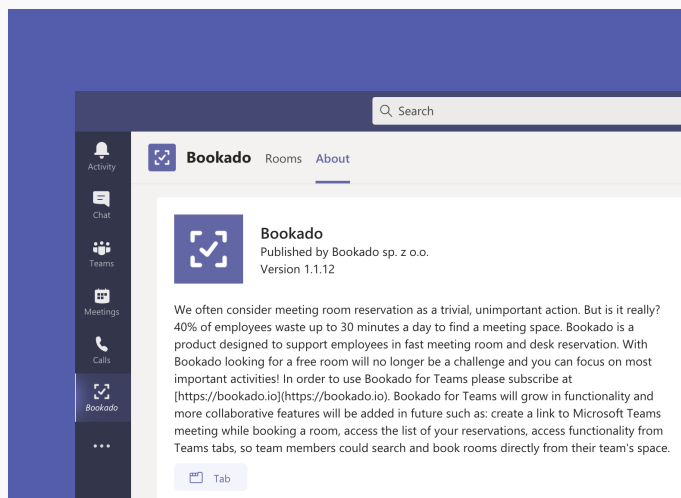 Search
Activity
Chat
Teams
Meetings
Calls
Bookado
Bookado Rooms About
Bookado
Published by Bookado sp. z o.o.
Version 1.1.12
We often consider meeting room reservation as a trivial, unimportant action. But is it really?
40% of employees waste up to 30 minutes a day to find a meeting space. Bookado is a
product designed to support employees in fast meeting room and desk reservation. With
Bookado looking for a free room will no longer be a challenge and you can focus on most
important activities! In order to use Bookado for Teams please subscribe at
[https://bookado.io](https://bookado.io). Bookado for Teams will grow in functionality and
more collaborative features will be added in future such as: create a link to Microsoft Teams
meeting while booking a room, access the list of your reservations, access functionality from
Teams tabs, so team members could search and book rooms directly from their team's space.
Tab